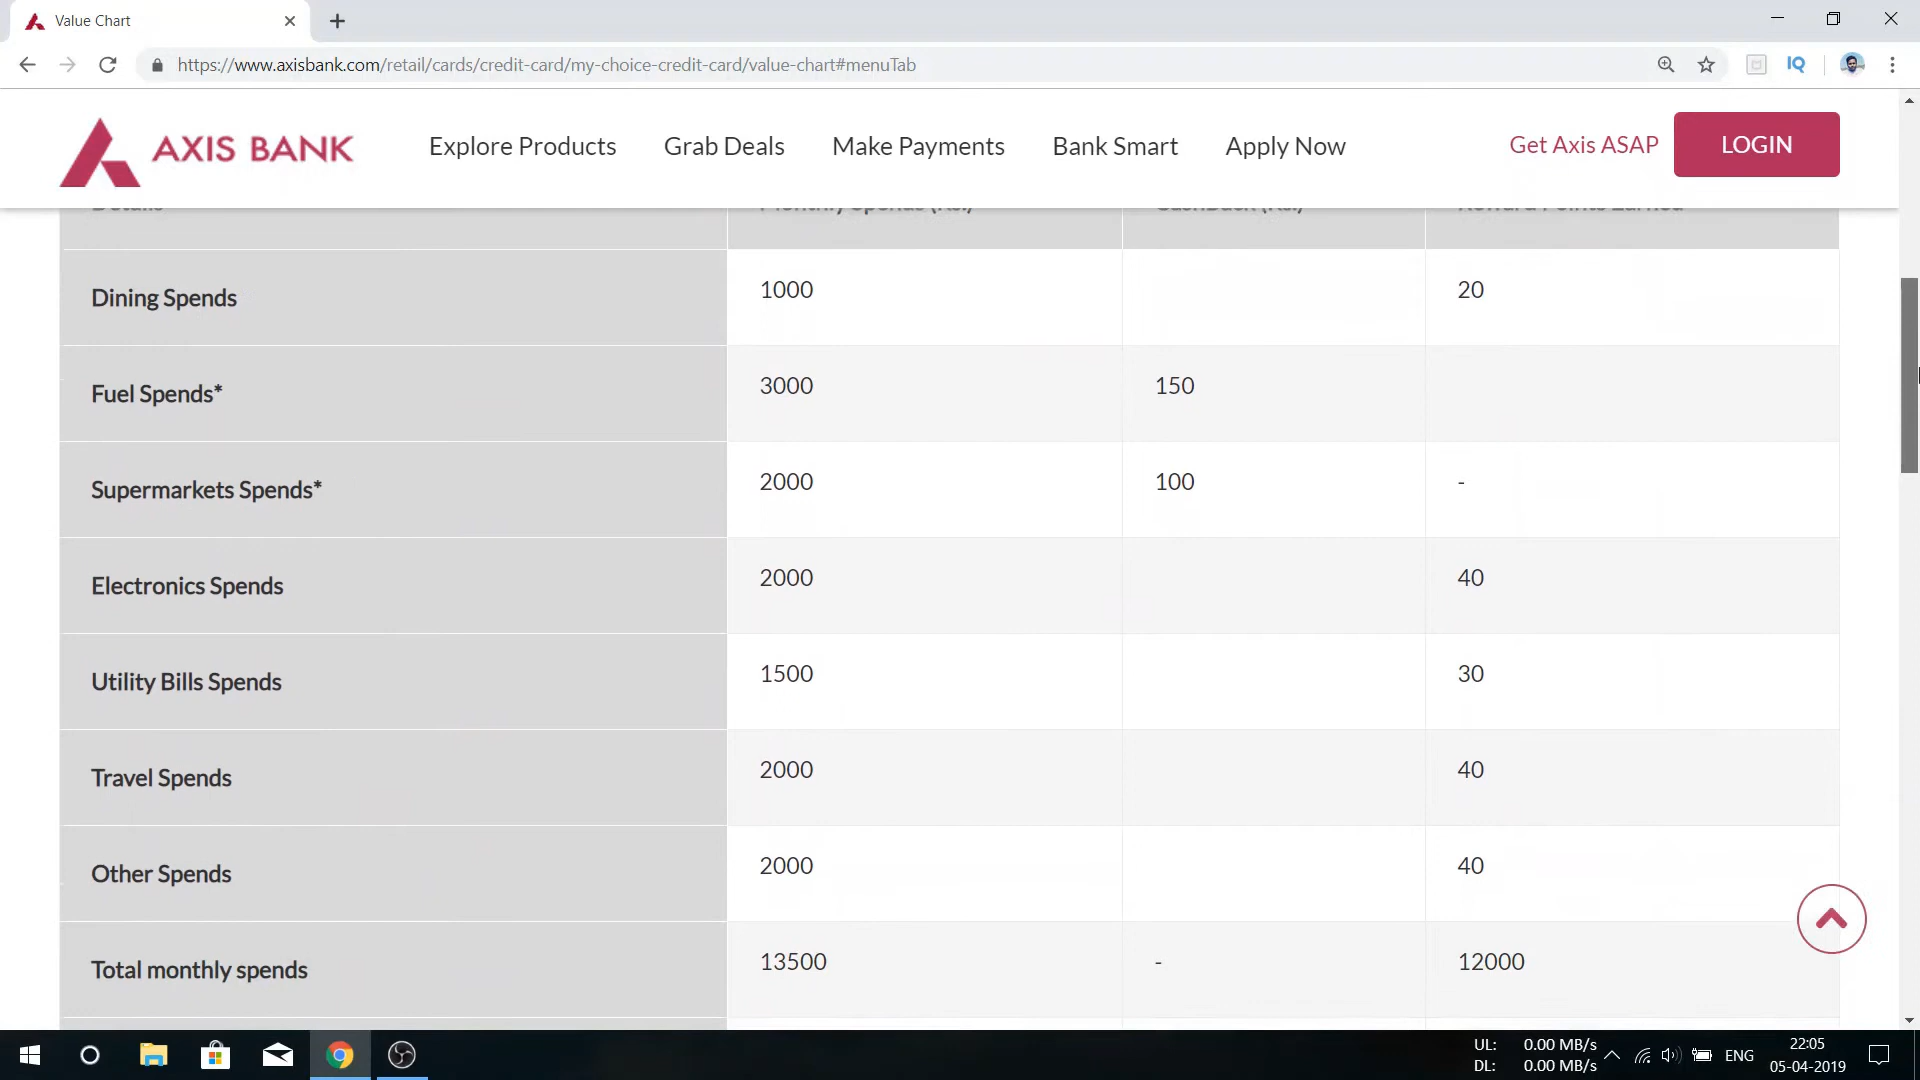 Value Chart
https://www.axisbank.com/retail/cards/credit-card/my-choice-credit-card/value-chart#menuTab
IQ
AXIS BANK
Explore Products
Grab Deals
Make Payments
Bank Smart
Apply Now
Get Axis ASAP
LOGIN
Dining Spends 1000 20
Fuel Spends* 3000 150
Supermarkets Spends* 2000 100 -
Electronics Spends 2000 40
Utility Bills Spends 1500 30
Travel Spends 2000 40
Other Spends 2000 40
Total monthly spends 13500 - 12000
UL: 0.00 MB/s
DL: 0.00 MB/s
ENG
22:05
05-04-2019